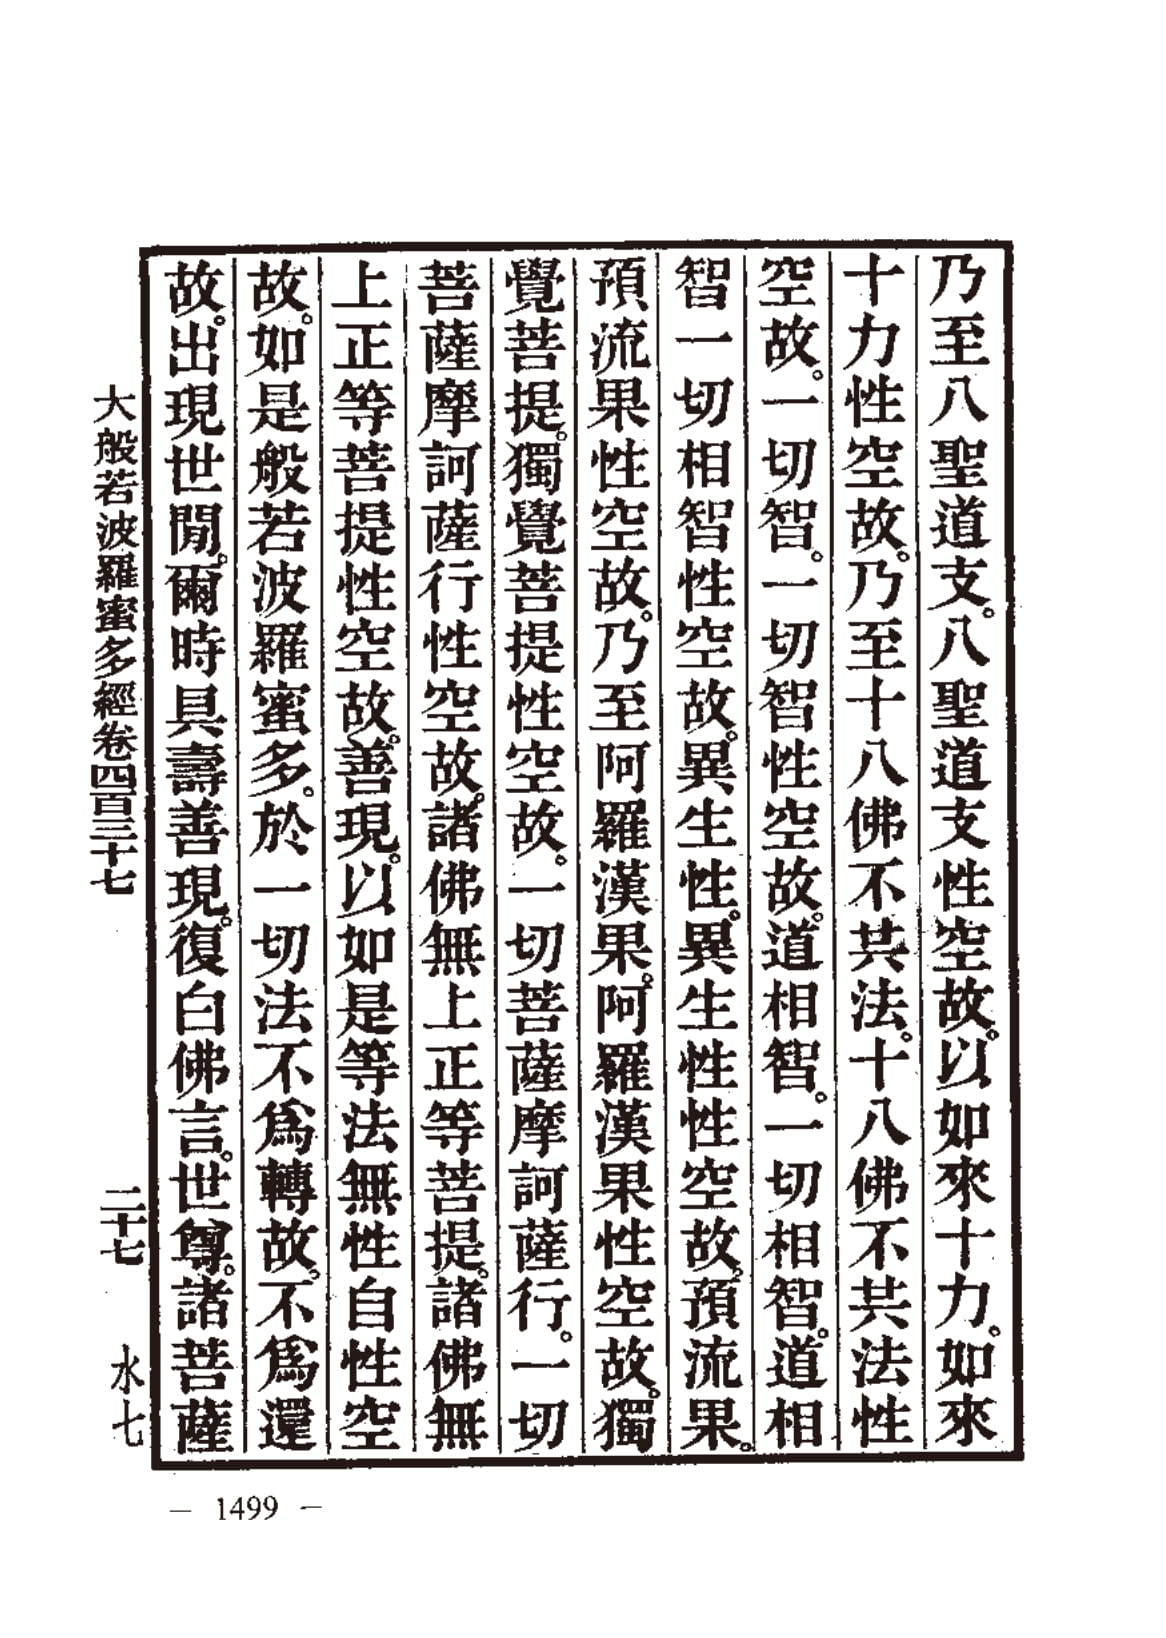 乃至八聖道支。八聖道支性空故。以如來十力。如來
十力性空故。乃至十八佛不共法。十八佛不共法性
空故。一切智。一切智性空故。道相智。一切相智。道相
智一切相智性空故。異生性。異生性性空故。預流果。
預流果性空故。乃至阿羅漢果。阿羅漢果性空故。獨
覺菩提。獨覺菩提性空故。一切菩薩摩訶薩行。一切
菩薩摩訶薩行性空故。諸佛無上正等菩提。諸佛無
上正等菩提性空故。善現。以如是等法無性自性空
故。如是般若波羅蜜多。於一切法不爲轉故。不爲還
故。出現世閒。爾時具壽善現。復白佛言。世尊。諸菩薩
大般若波羅蜜多經卷四百三十七 二十七 水七
— 1499 —